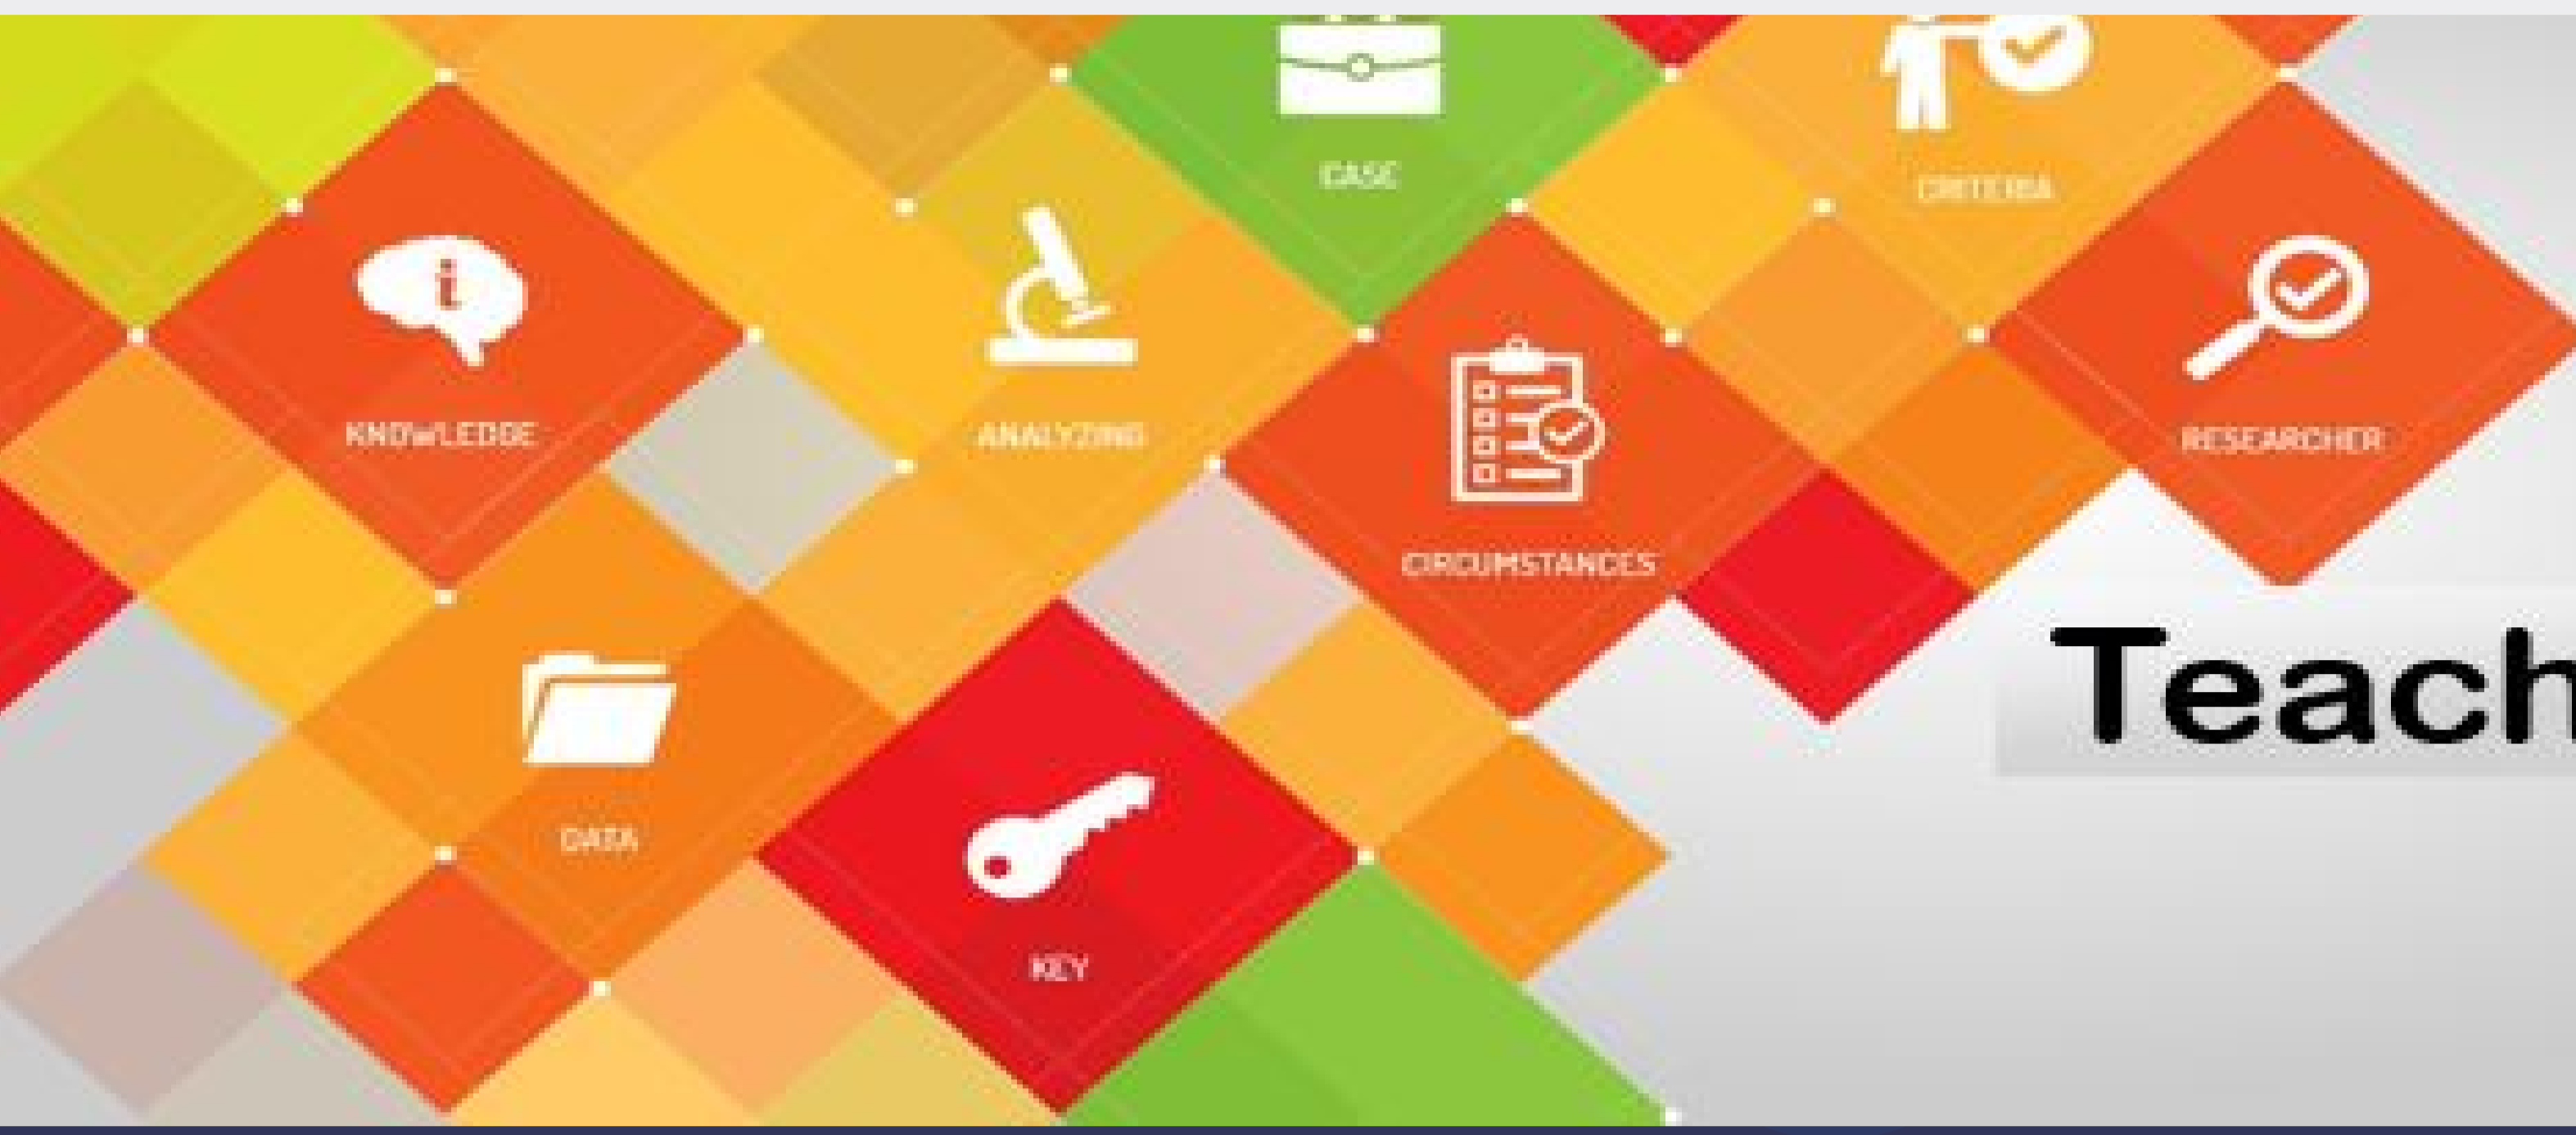 CASE
CRITERIA
KNOWLEDGE
ANALYZING
RESEARCHER
CIRCUMSTANCES
Teach
DATA
KEY